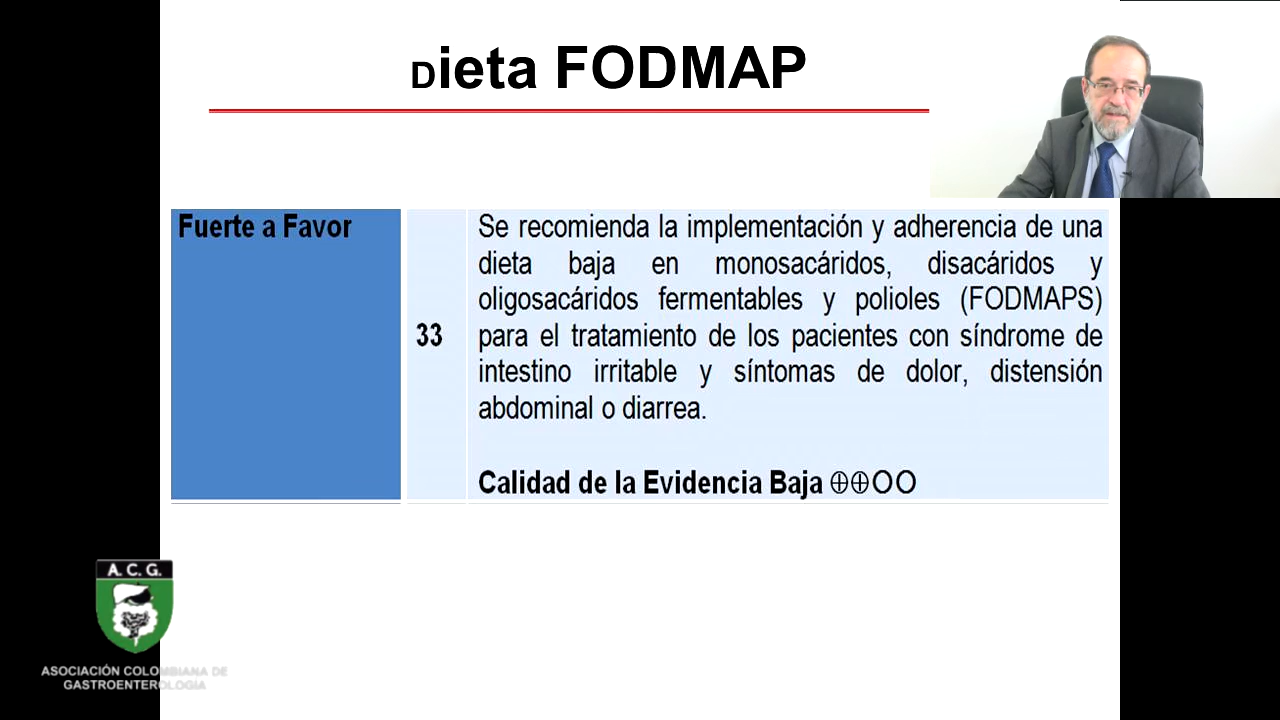 Dieta FODMAP
Fuerte a Favor
33
Se recomienda la implementación y adherencia de una
dieta baja en monosacáridos, disacáridos y
oligosacáridos fermentables y polioles (FODMAPS)
para el tratamiento de los pacientes con síndrome de
intestino irritable y síntomas de dolor, distensión
abdominal o diarrea.
Calidad de la Evidencia Baja ⊕⊕OO
A. C. G.
ASOCIACIÓN COLOMBIANA DE
GASTROENTEROLOGÍA